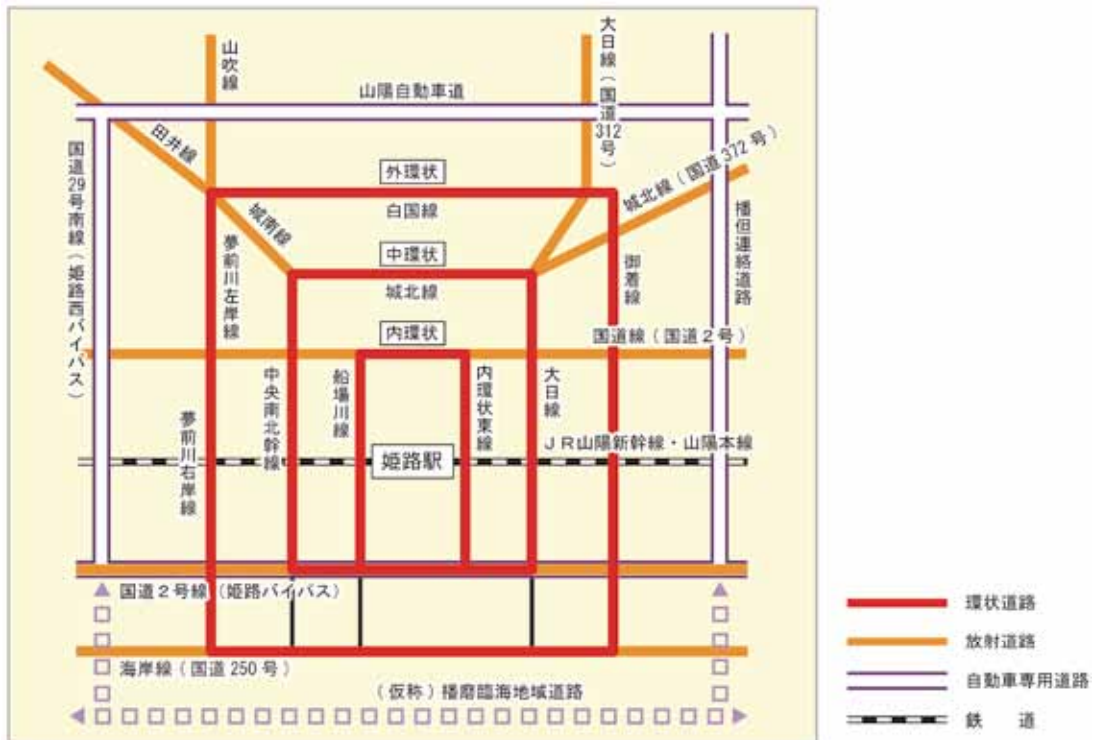 山吹線
大日線(国道312号)
山陽自動車道
田井線
国道29号南線(姫路西バイパス)
外環状
白国線
城北線(国道372号)
城南線
夢前川左岸線
中環状
城北線
御着線
播但連絡道路
内環状
国道線(国道2号)
中央南北幹線
船場川線
内環状東線
大日線
夢前川右岸線
姫路駅
JR山陽新幹線・山陽本線
国道2号線(姫路バイパス)
海岸線(国道250号)
(仮称)播磨臨海地域道路
環状道路
放射道路
自動車専用道路
鉄 道